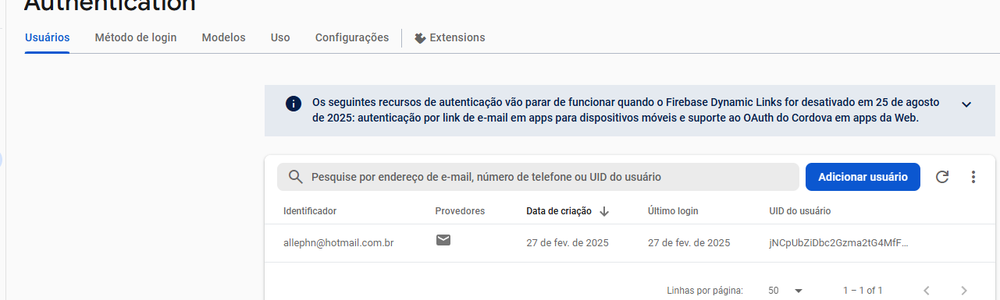 Authentication
Usuários Método de login Modelos Uso Configurações Extensions
Os seguintes recursos de autenticação vão parar de funcionar quando o Firebase Dynamic Links for desativado em 25 de agosto
de 2025: autenticação por link de e-mail em apps para dispositivos móveis e suporte ao OAuth do Cordova em apps da Web.
Pesquise por endereço de e-mail, número de telefone ou UID do usuário Adicionar usuário
Identificador Provedores Data de criação Último login UID do usuário
allephn@hotmail.com.br 27 de fev. de 2025 27 de fev. de 2025 jNCpUbZiDbc2Gzma2tG4MfF...
Linhas por página: 50 1 – 1 of 1